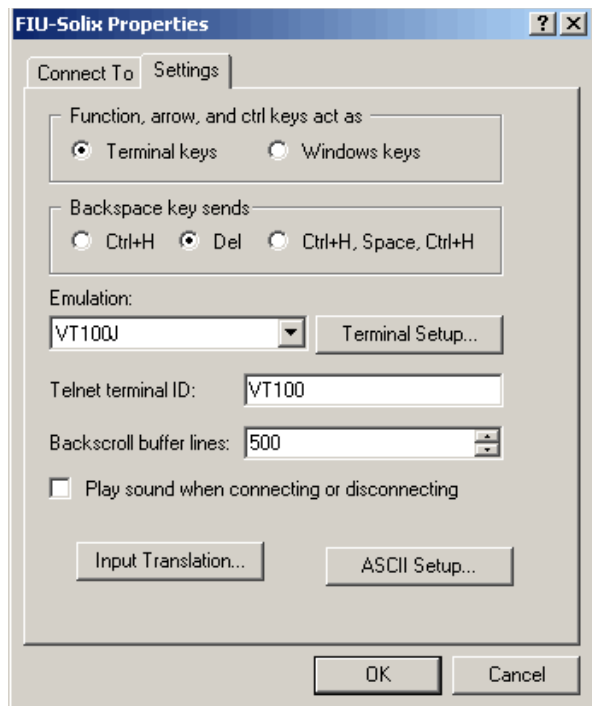 FIU-Solix Properties
Connect To Settings
Function, arrow, and ctrl keys act as
Terminal keys Windows keys
Backspace key sends
Ctrl+H Del Ctrl+H, Space, Ctrl+H
Emulation:
VT100J Terminal Setup...
Telnet terminal ID: VT100
Backscroll buffer lines: 500
Play sound when connecting or disconnecting
Input Translation... ASCII Setup...
OK Cancel